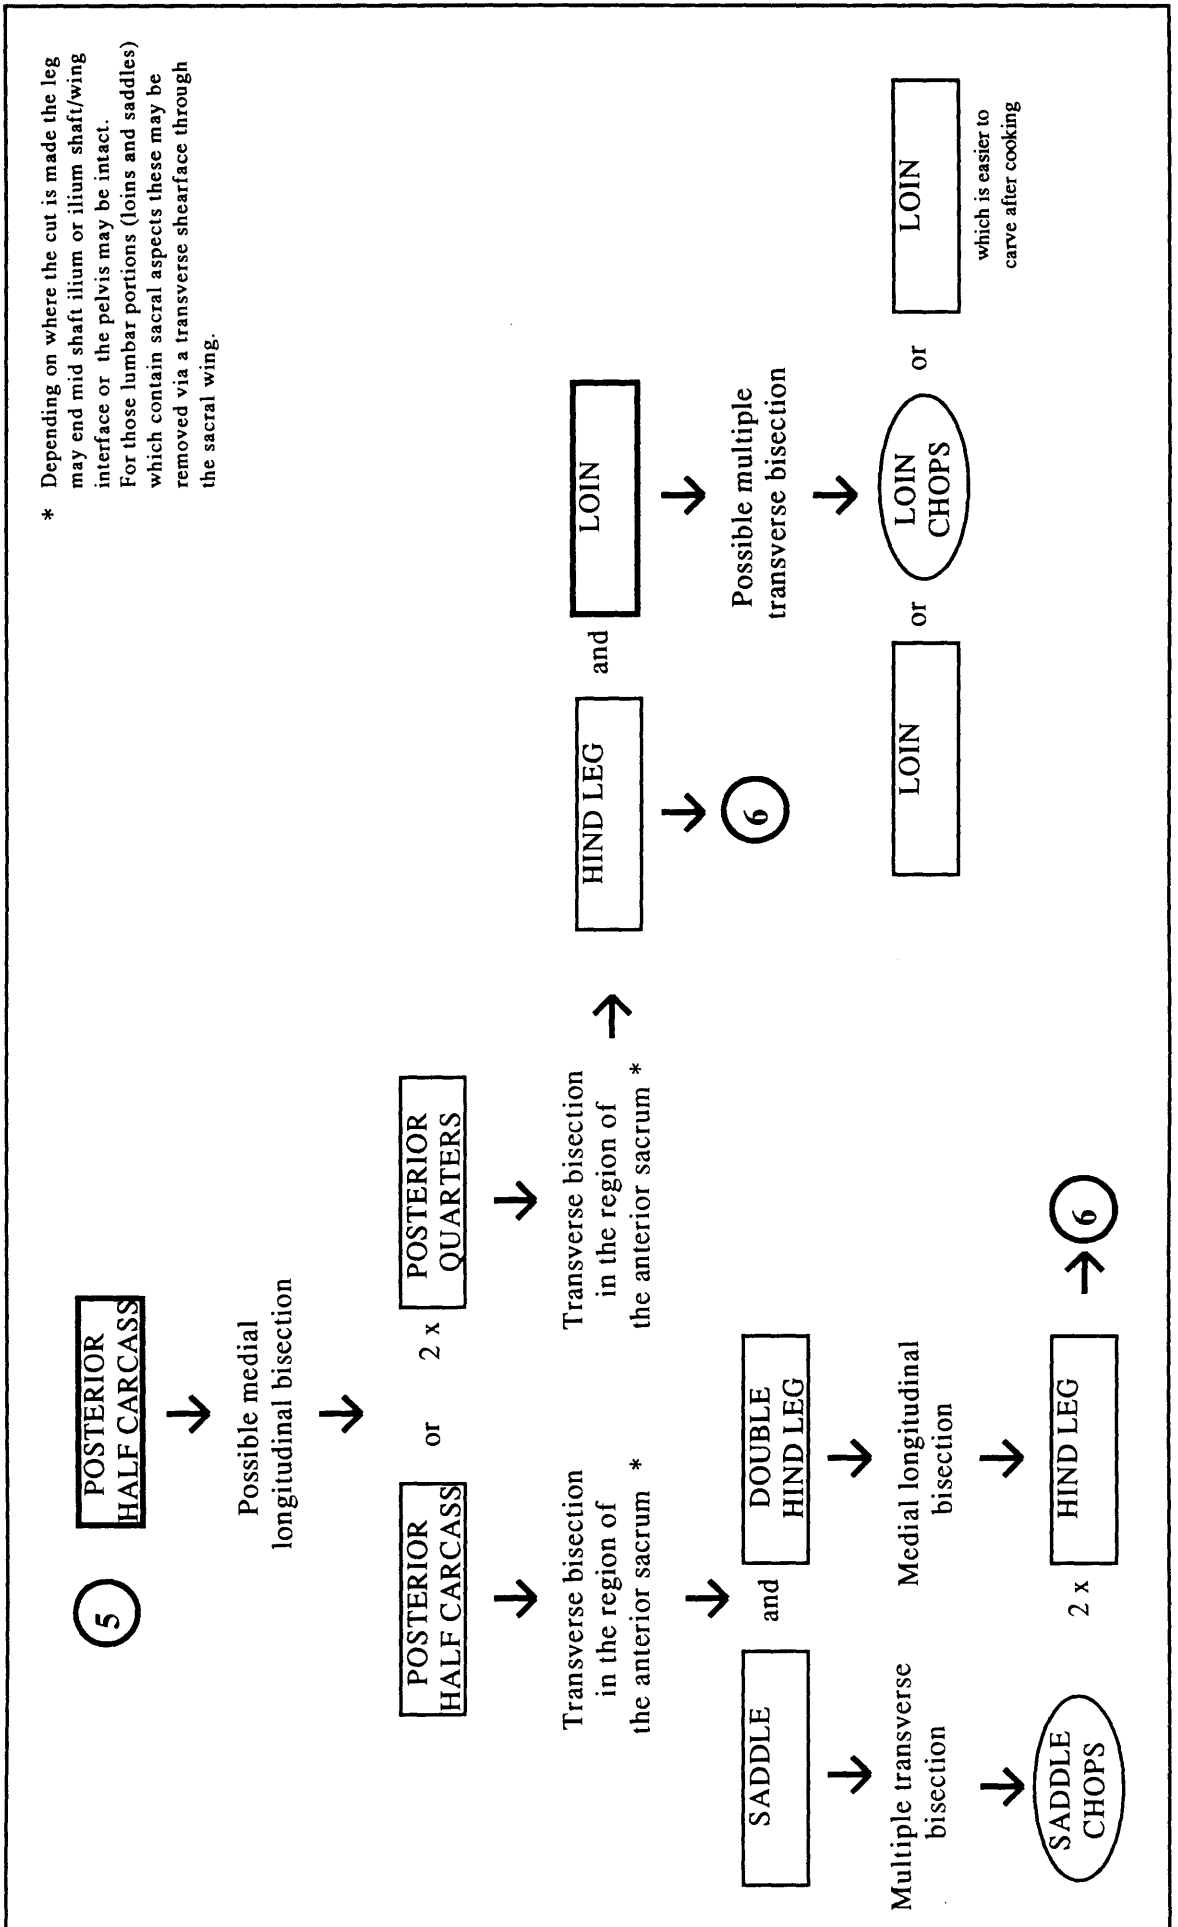 * Depending on where the cut is made the leg
may end mid shaft ilium or ilium shaft/wing
interface or the pelvis may be intact.
For those lumbar portions (loins and saddles)
which contain sacral aspects these may be
removed via a transverse shearface through
the sacral wing.
5
POSTERIOR
HALF CARCASS
Possible medial
longitudinal bisection
POSTERIOR
HALF CARCASS
or
2 x
POSTERIOR
QUARTERS
Transverse bisection
in the region of
the anterior sacrum *
Transverse bisection
in the region of
the anterior sacrum *
HIND LEG
and
LOIN
6
Possible multiple
transverse bisection
LOIN
or
LOIN
CHOPS
or
LOIN
which is easier to
carve after cooking
SADDLE
and
DOUBLE
HIND LEG
Multiple transverse
bisection
Medial longitudinal
bisection
SADDLE
CHOPS
2 x
HIND LEG
6